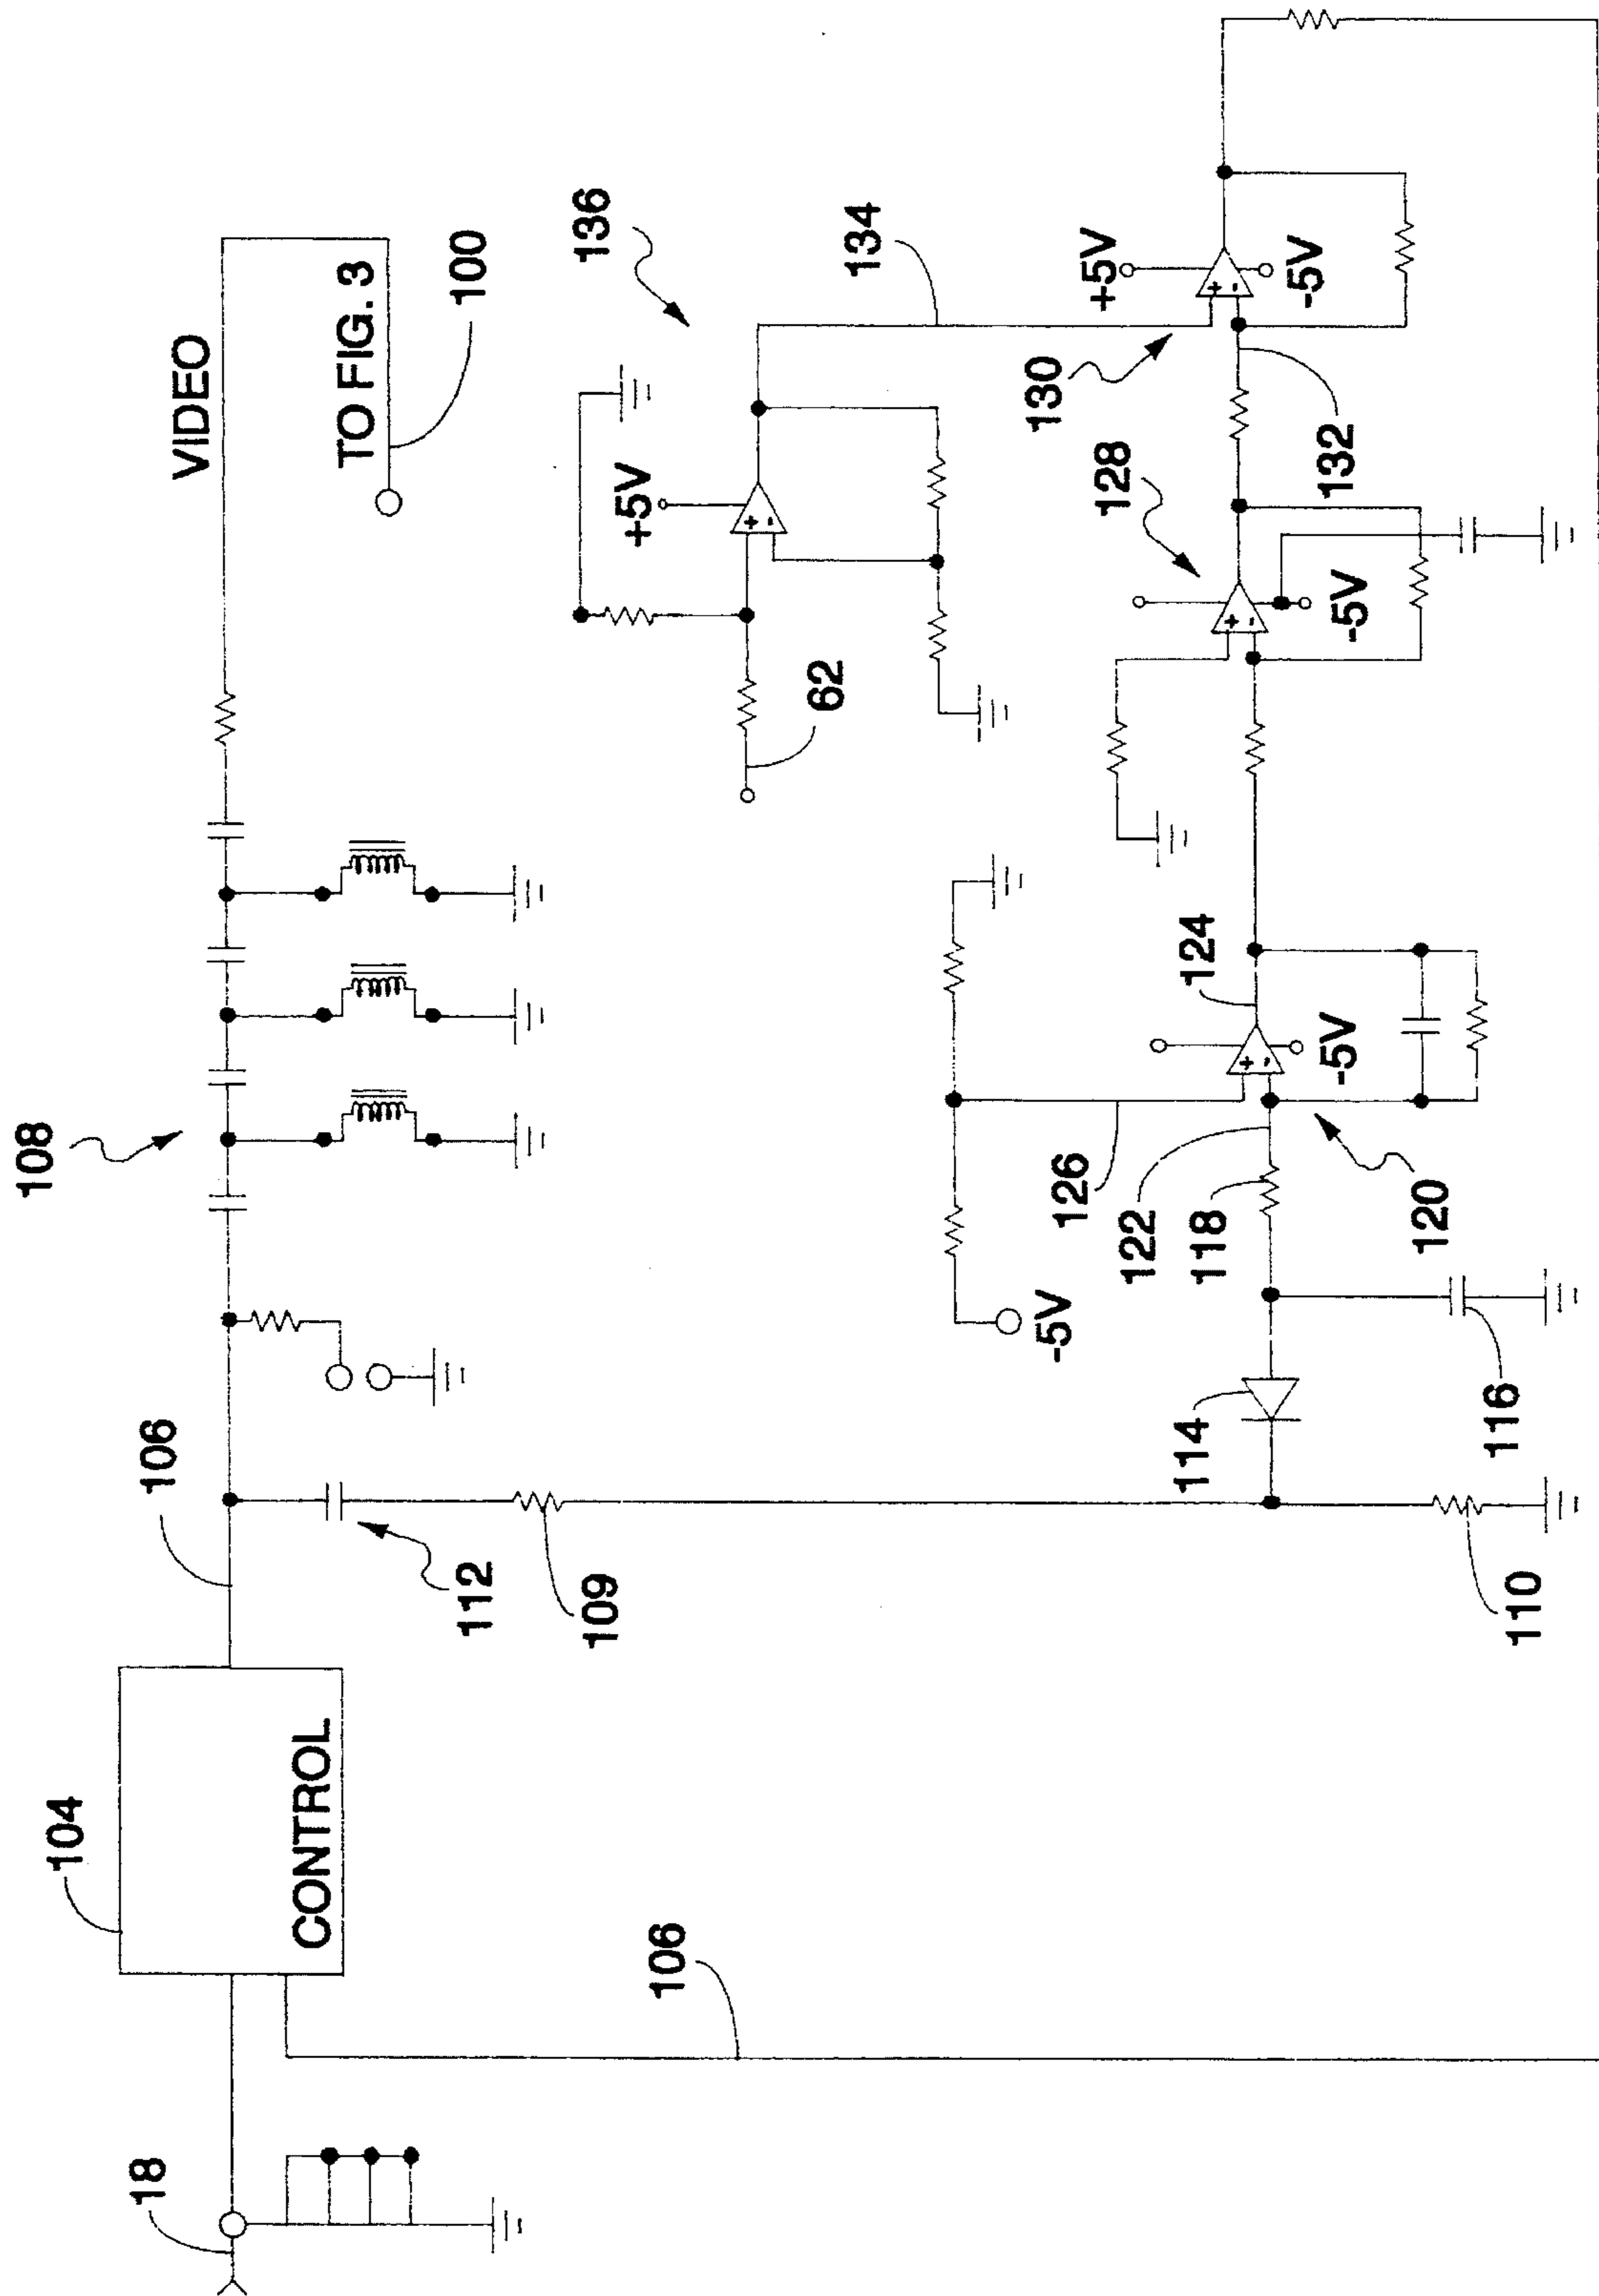 VIDEO
TO FIG. 3
100
108
106
104
CONTROL
18
112
109
106
110
114
116
118
120
122
124
126
-5V
-5V
128
-5V
130
+5V
-5V
132
134
136
+5V
62
+ -
+ -
+ -
+ -